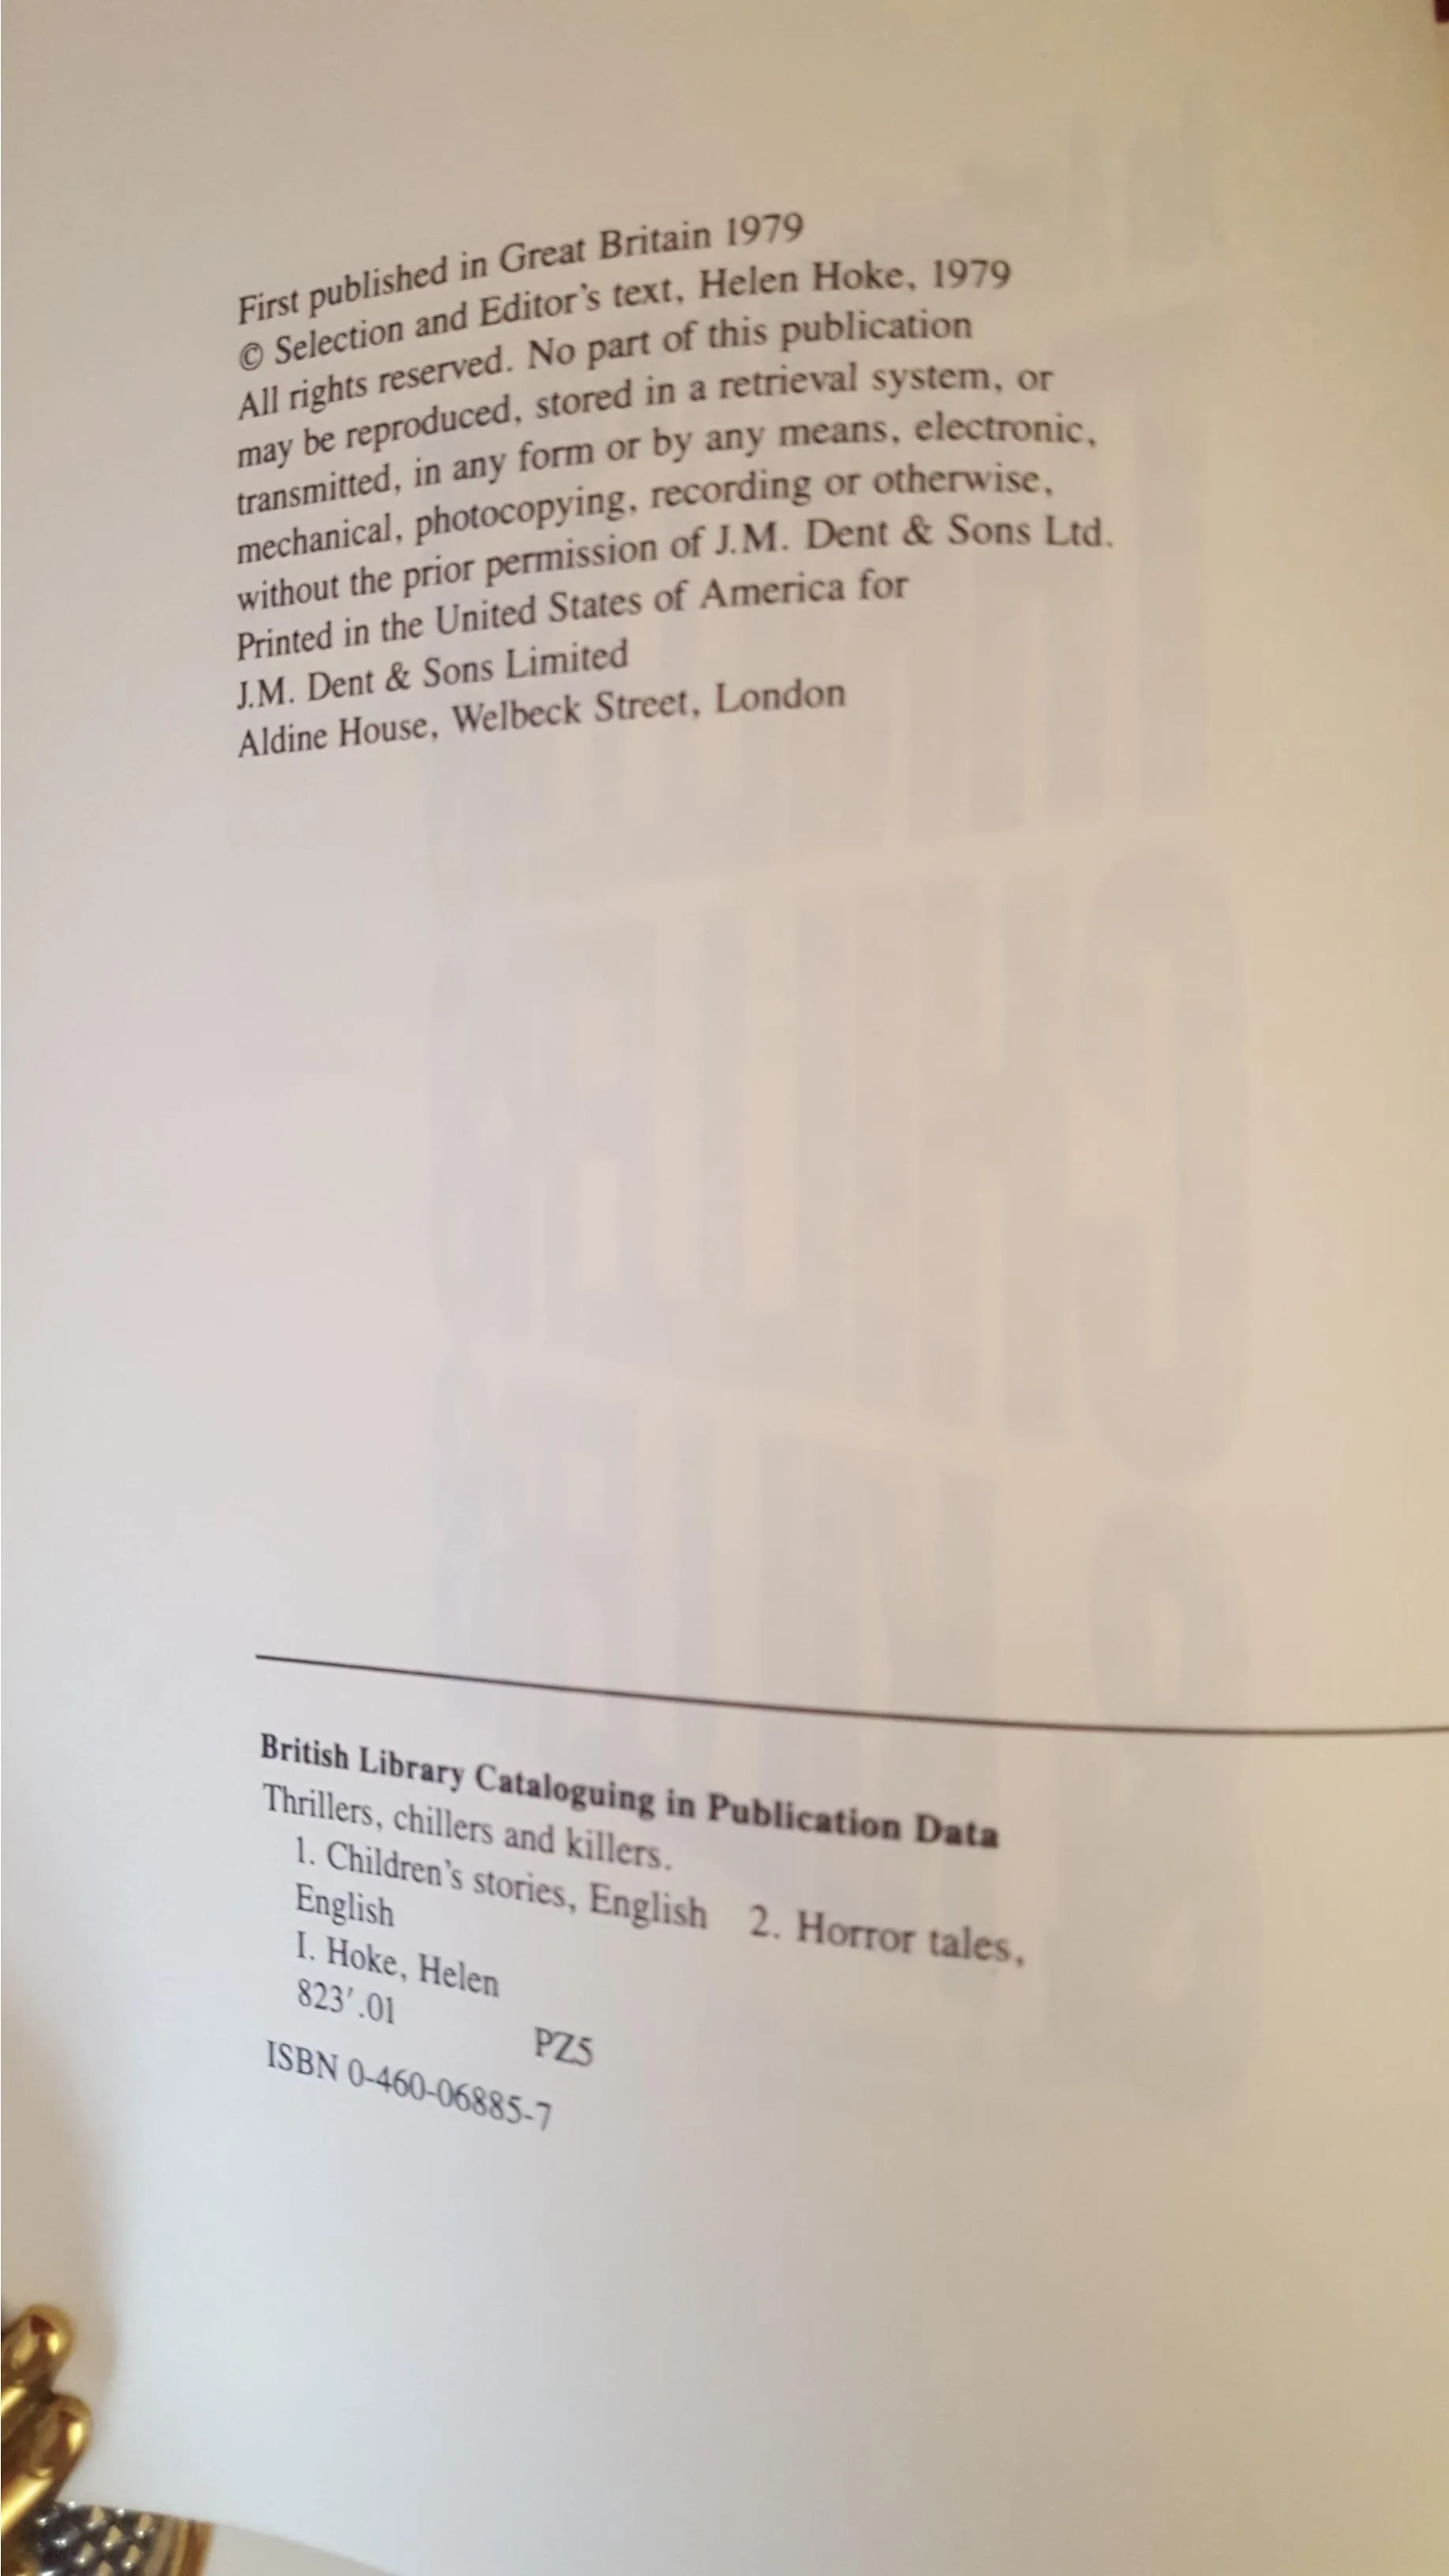 First published in Great Britain 1979
© Selection and Editor's text, Helen Hoke, 1979
All rights reserved. No part of this publication
may be reproduced, stored in a retrieval system, or
transmitted, in any form or by any means, electronic,
mechanical, photocopying, recording or otherwise,
without the prior permission of J.M. Dent & Sons Ltd.
Printed in the United States of America for
J.M. Dent & Sons Limited
Aldine House, Welbeck Street, London
British Library Cataloguing in Publication Data
Thrillers, chillers and killers.
1. Children's stories, English 2. Horror tales,
English
I. Hoke, Helen
823'.01 PZ5
ISBN 0-460-06885-7